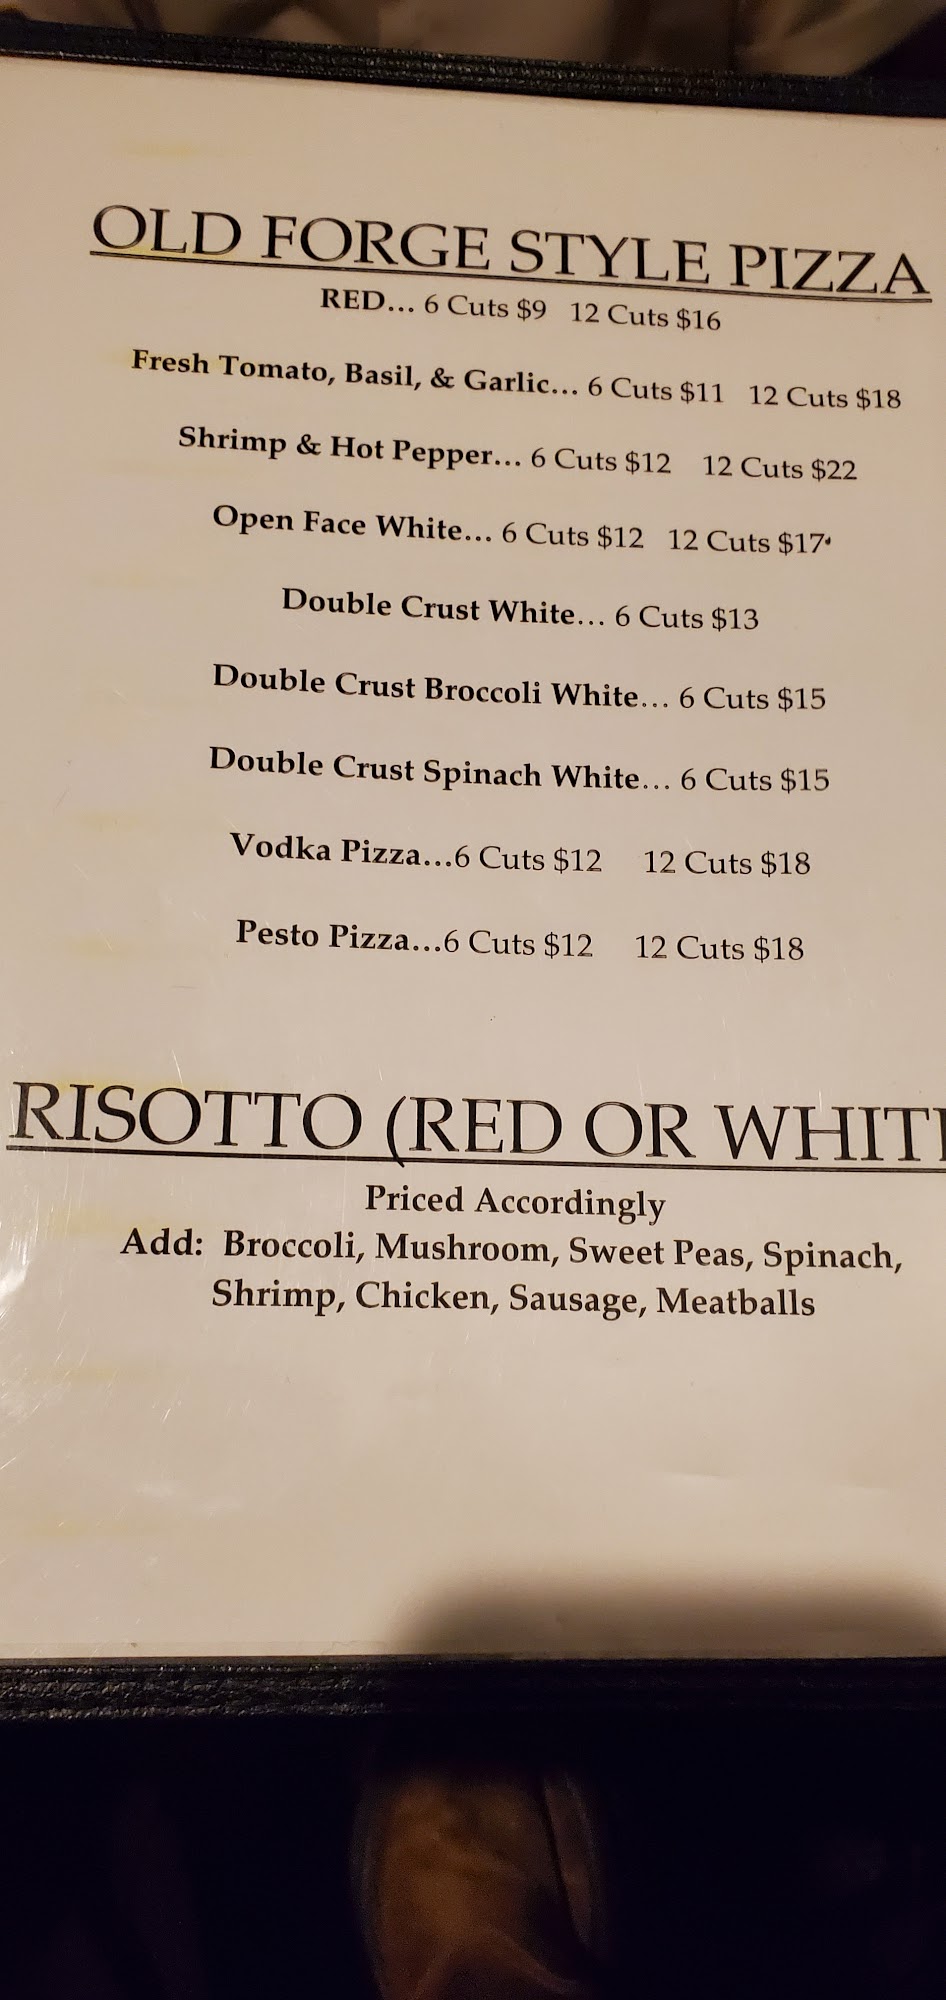 OLD FORGE STYLE PIZZA
RED... 6 Cuts $9 12 Cuts $16
Fresh Tomato, Basil, & Garlic... 6 Cuts $11 12 Cuts $18
Shrimp & Hot Pepper... 6 Cuts $12 12 Cuts $22
Open Face White... 6 Cuts $12 12 Cuts $17
Double Crust White... 6 Cuts $13
Double Crust Broccoli White... 6 Cuts $15
Double Crust Spinach White... 6 Cuts $15
Vodka Pizza...6 Cuts $12 12 Cuts $18
Pesto Pizza...6 Cuts $12 12 Cuts $18
RISOTTO (RED OR WHIT
Priced Accordingly
Add: Broccoli, Mushroom, Sweet Peas, Spinach,
Shrimp, Chicken, Sausage, Meatballs